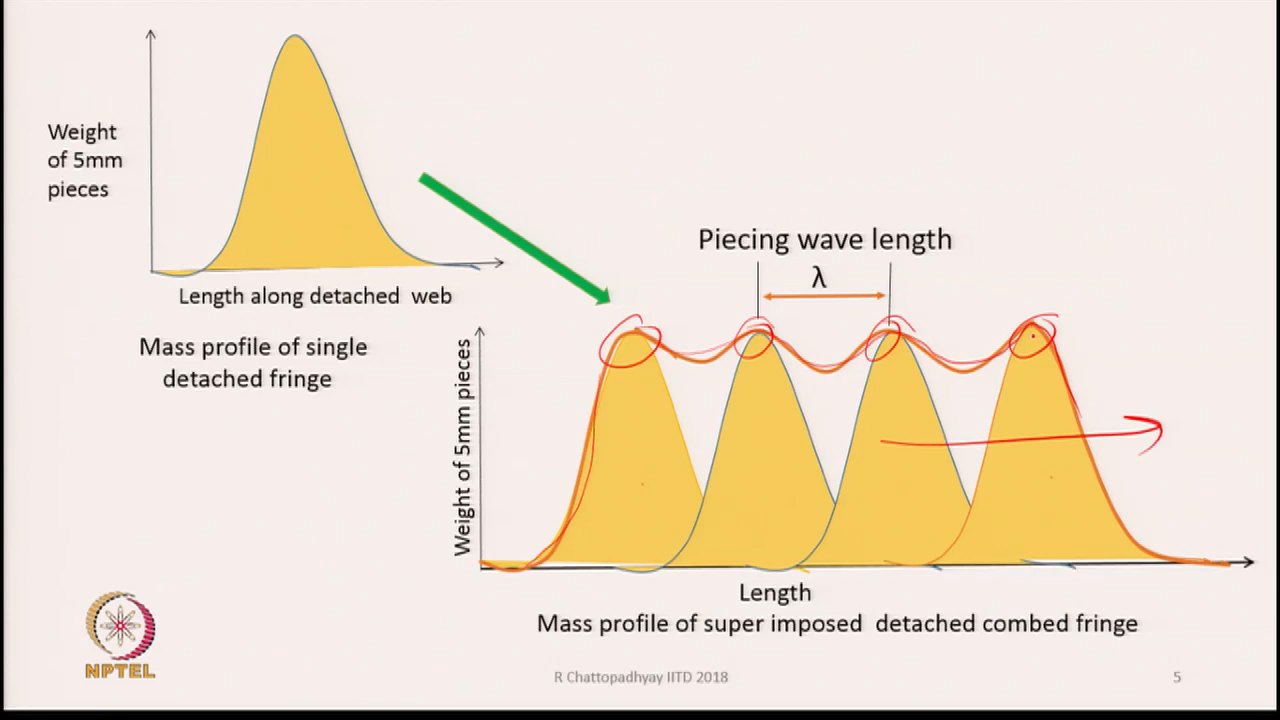 Weight
of 5mm
pieces
Length along detached web
Mass profile of single
detached fringe
Piecing wave length
λ
Weight of 5mm pieces
Length
Mass profile of super imposed detached combed fringe
NPTEL
R Chattopadhyay IITD 2018
5